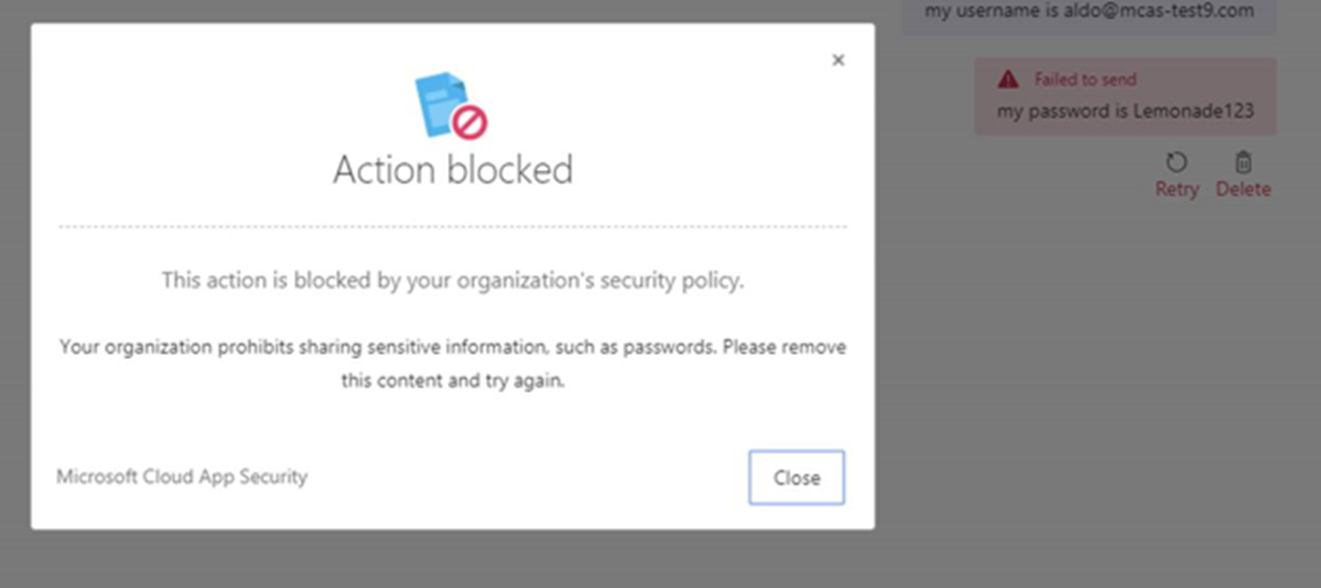 my username is aldo@mcas-test9.com
Failed to send
my password is Lemonade123
Retry Delete
Action blocked
This action is blocked by your organization's security policy.
Your organization prohibits sharing sensitive information, such as passwords. Please remove
this content and try again.
Microsoft Cloud App Security
Close